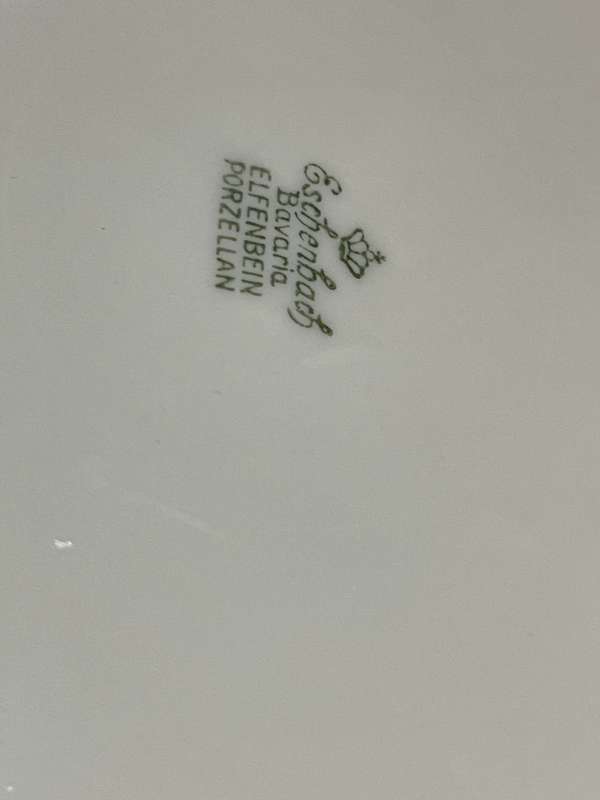 Eschenbach
Bavaria
ELFENBEIN
PORZELLAN